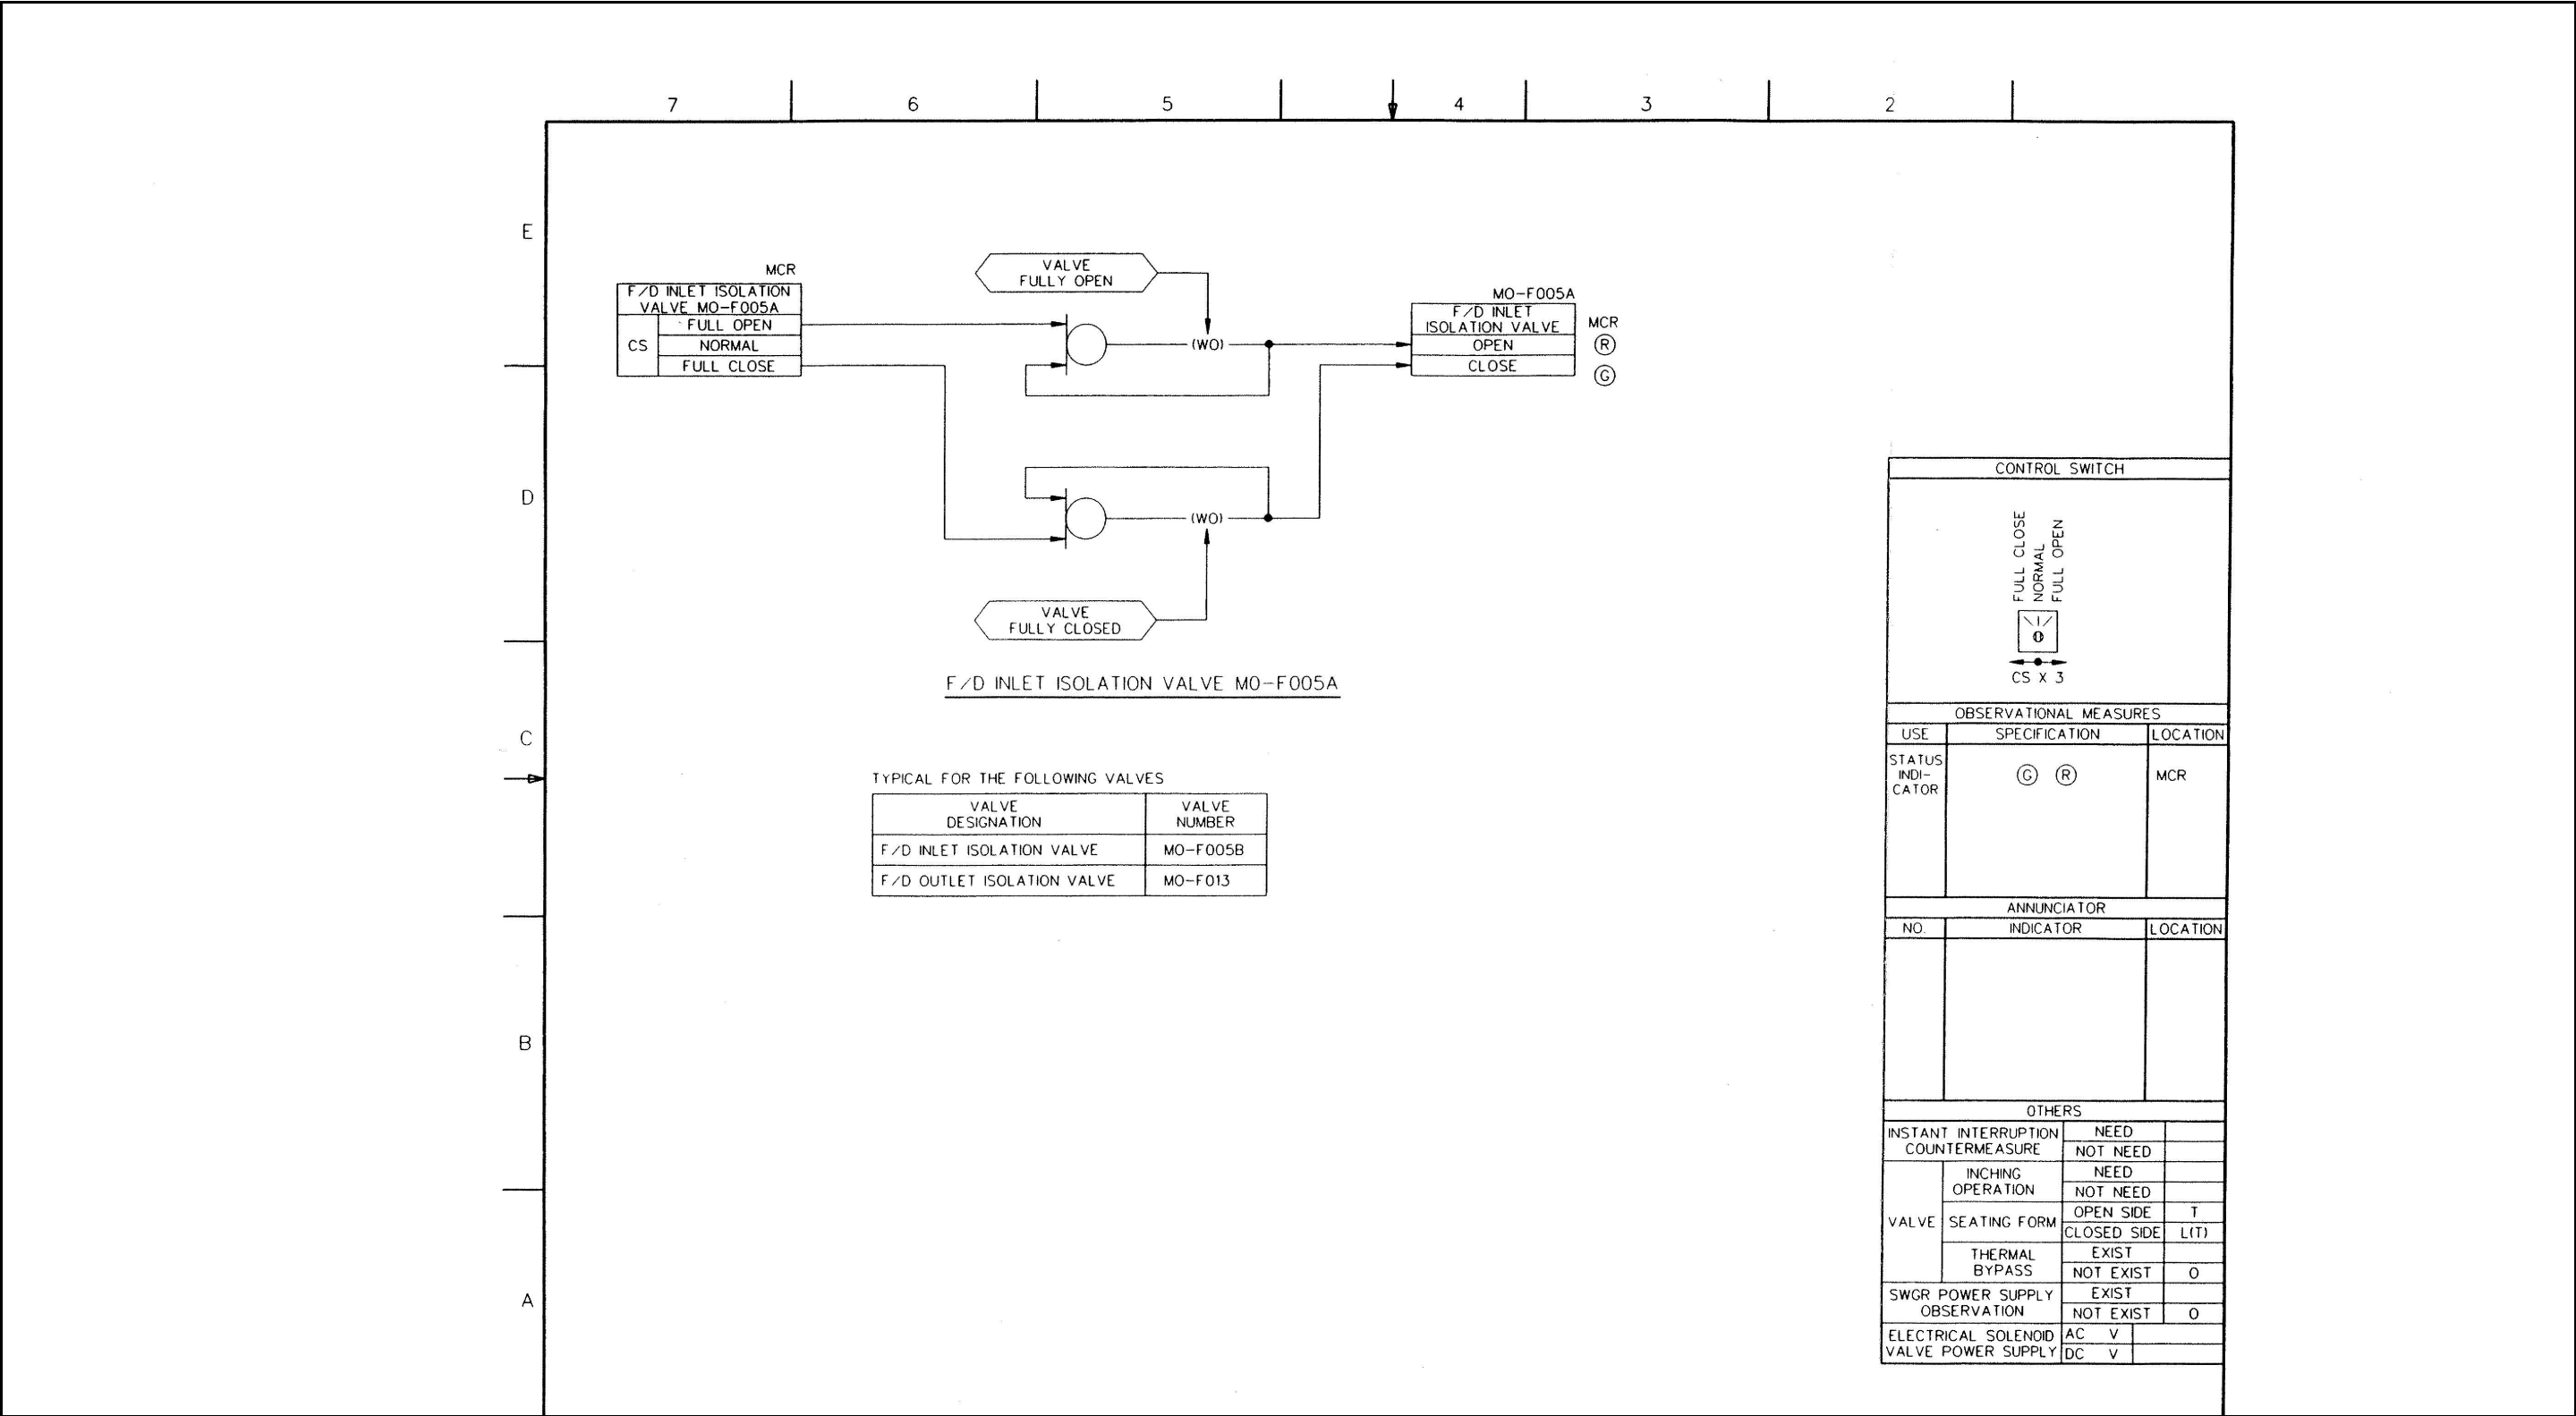 7 6 5 4 3 2
E
D
C
B
A
MCR
F/D INLET ISOLATION
VALVE MO-F005A
CS
FULL OPEN
NORMAL
FULL CLOSE
VALVE
FULLY OPEN
(WO)
MO-F005A
F/D INLET
ISOLATION VALVE
OPEN
CLOSE
MCR
R
G
(WO)
VALVE
FULLY CLOSED
F/D INLET ISOLATION VALVE MO-F005A
TYPICAL FOR THE FOLLOWING VALVES
VALVE
DESIGNATION
VALVE
NUMBER
F/D INLET ISOLATION VALVE MO-F005B
F/D OUTLET ISOLATION VALVE MO-F013
CONTROL SWITCH
FULL CLOSE
NORMAL
FULL OPEN
CS X 3
OBSERVATIONAL MEASURES
USE SPECIFICATION LOCATION
STATUS
INDI-
CATOR
G R
MCR
ANNUNCIATOR
NO. INDICATOR LOCATION
OTHERS
INSTANT INTERRUPTION
COUNTERMEASURE
NEED
NOT NEED
VALVE
INCHING
OPERATION
NEED
NOT NEED
SEATING FORM
OPEN SIDE T
CLOSED SIDE L(T)
THERMAL
BYPASS
EXIST
NOT EXIST O
SWGR POWER SUPPLY
OBSERVATION
EXIST
NOT EXIST O
ELECTRICAL SOLENOID
VALVE POWER SUPPLY
AC V
DC V